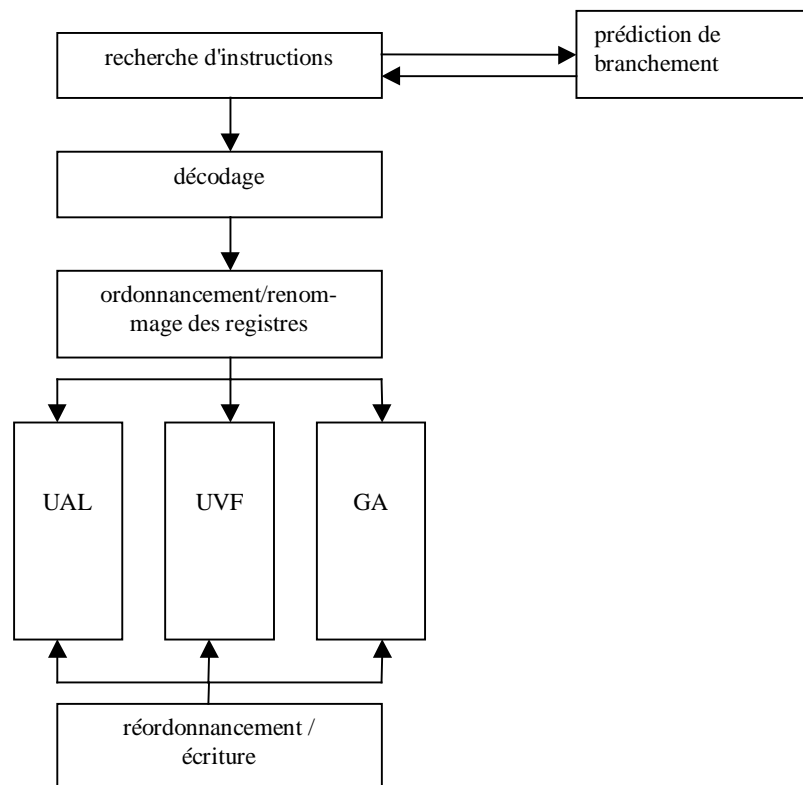 recherche d'instructions
prédiction de
branchement
décodage
ordonnancement/renom-
mage des registres
UAL
UVF
GA
réordonnancement /
écriture